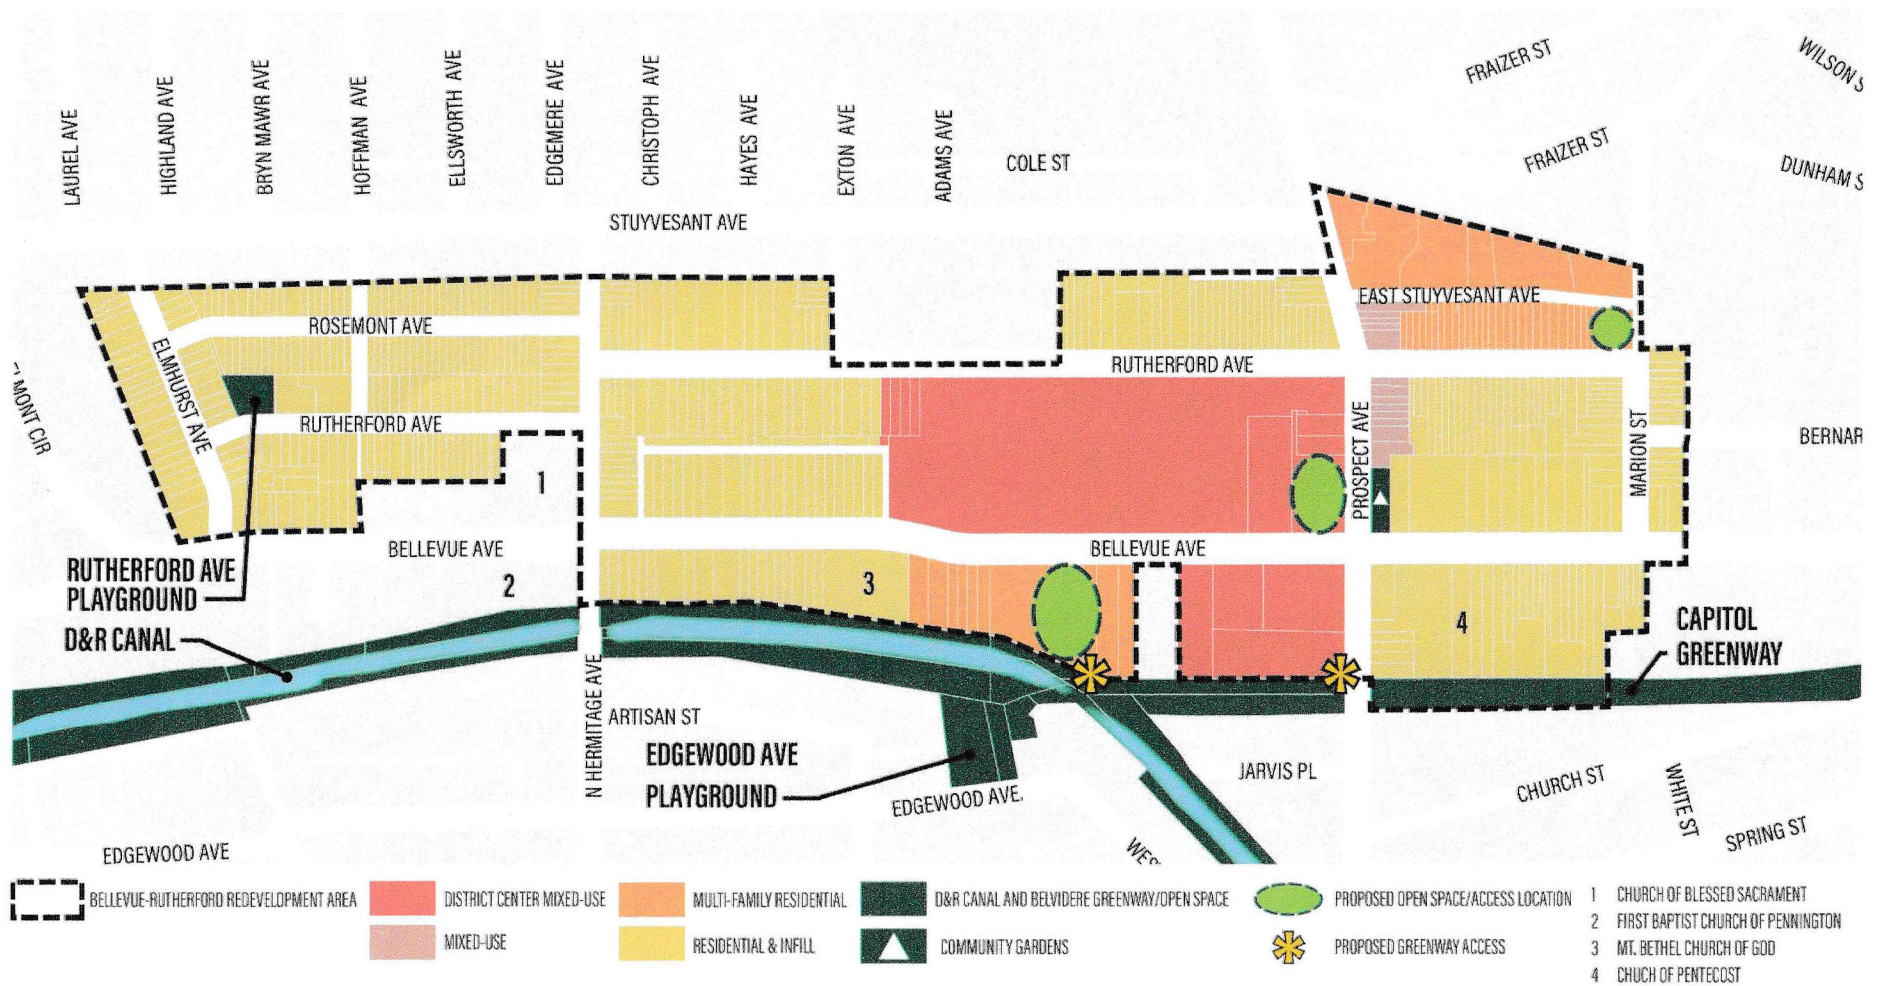 LAUREL AVE
HIGHLAND AVE
BRYN MAWR AVE
HOFFMAN AVE
ELLSWORTH AVE
EDGEMERE AVE
CHRISTOPH AVE
HAYES AVE
EXTON AVE
ADAMS AVE
COLE ST
FRAIZER ST
WILSON S
FRAIZER ST
DUNHAM S
STUYVESANT AVE
EAST STUYVESANT AVE
ROSEMONT AVE
RUTHERFORD AVE
ELMHURST AVE
RUTHERFORD AVE
LMONT CIR
PROSPECT AVE
MARION ST
BERNAR
1
BELLEVUE AVE
BELLEVUE AVE
RUTHERFORD AVE
PLAYGROUND
2
3
4
D&R CANAL
CAPITOL
GREENWAY
N HERMITAGE AVE
ARTISAN ST
EDGEWOOD AVE
PLAYGROUND
EDGEWOOD AVE.
JARVIS PL
CHURCH ST
WHITE ST
SPRING ST
EDGEWOOD AVE
WES
BELLEVUE-RUTHERFORD REDEVELOPMENT AREA
DISTRICT CENTER MIXED-USE
MIXED-USE
MULTI-FAMILY RESIDENTIAL
RESIDENTIAL & INFILL
D&R CANAL AND BELVIDERE GREENWAY/OPEN SPACE
COMMUNITY GARDENS
PROPOSED OPEN SPACE/ACCESS LOCATION
PROPOSED GREENWAY ACCESS
1 CHURCH OF BLESSED SACRAMENT
2 FIRST BAPTIST CHURCH OF PENNINGTON
3 MT. BETHEL CHURCH OF GOD
4 CHUCH OF PENTECOST